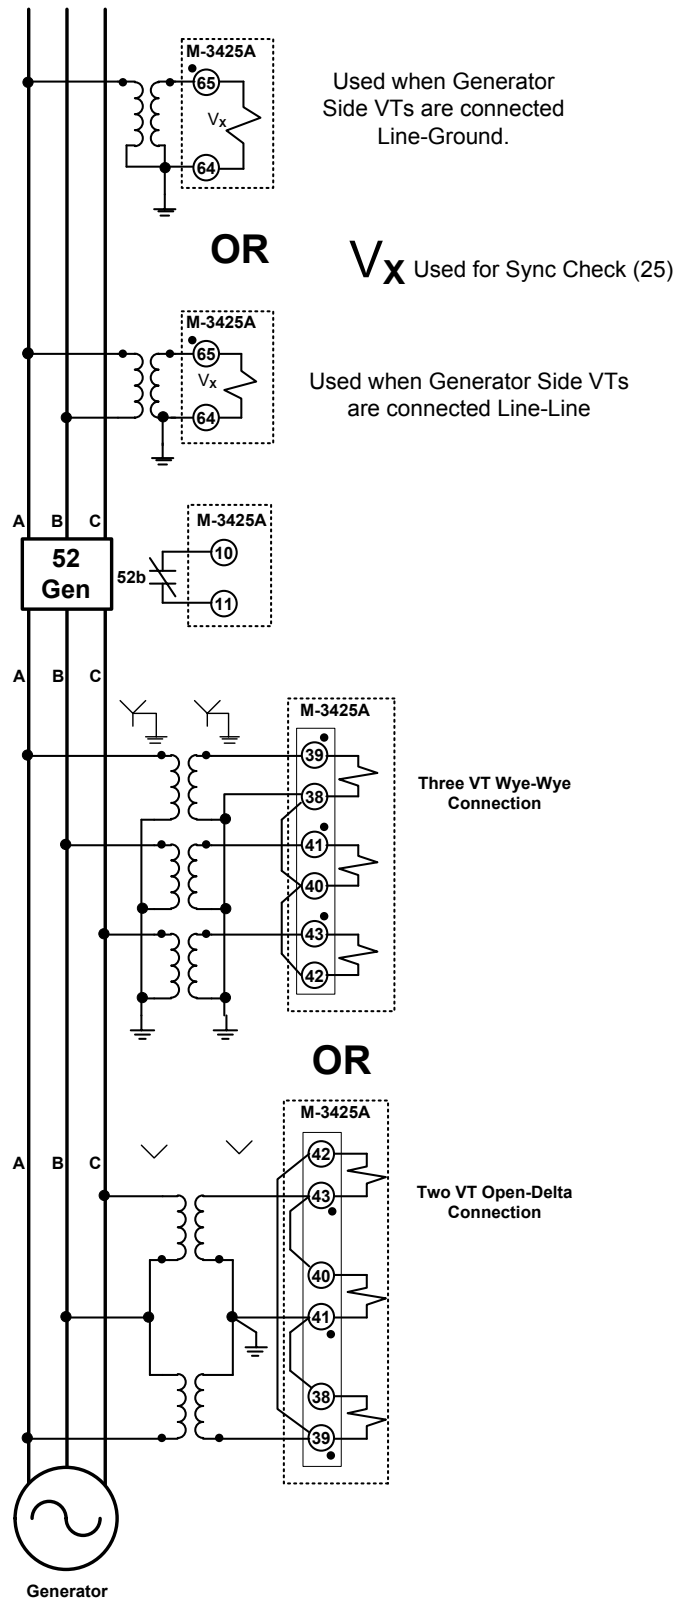 M-3425A
65
Vx
64
Used when Generator
Side VTs are connected
Line-Ground.
OR
Vx Used for Sync Check (25)
M-3425A
65
Vx
64
Used when Generator Side VTs
are connected Line-Line
A B C
52
Gen
52b
M-3425A
10
11
A B C
M-3425A
39
38
41
40
43
42
Three VT Wye-Wye
Connection
OR
M-3425A
A B C
42
43
40
41
38
39
Two VT Open-Delta
Connection
Generator